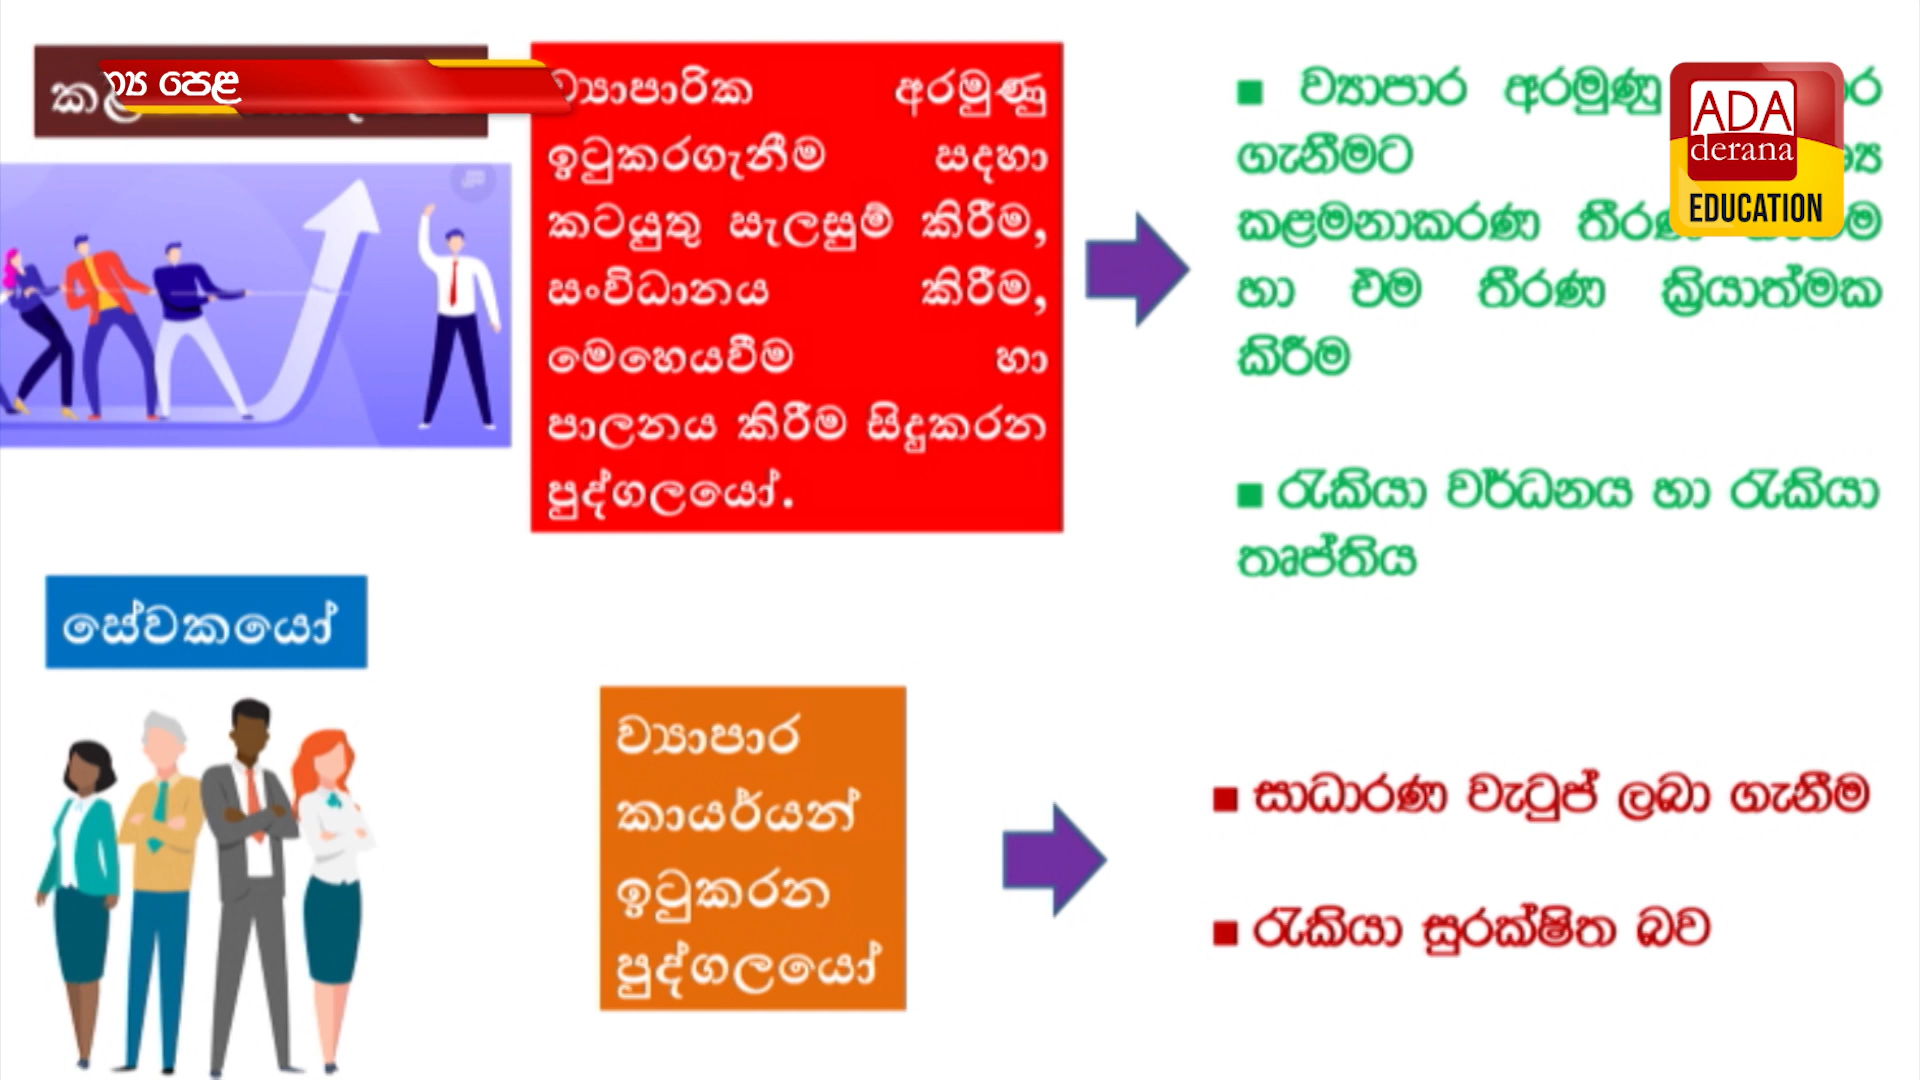 පෙළ
ව්‍යාපාරික අරමුණු
ඉටුකරගැනීම සදහා
කටයුතු සැලසුම් කිරීම,
සංවිධානය කිරීම,
මෙහෙයවීම හා
පාලනය කිරීම සිදුකරන
පුද්ගලයෝ.
■ ව්‍යාපාර අරමුණු
ගැනීමට
කළමනාකරණ
හා එම තීරණ ක්‍රියාත්මක
කිරීම
■ රැකියා වර්ධනය හා රැකියා
තෘප්තිය
ADA
derana
EDUCATION
සේවකයෝ
ව්‍යාපාර
කාර්යයන්
ඉටුකරන
පුද්ගලයෝ
■ සාධාරණ වැටුප් ලබා ගැනීම
■ රැකියා සුරක්ෂිත බව